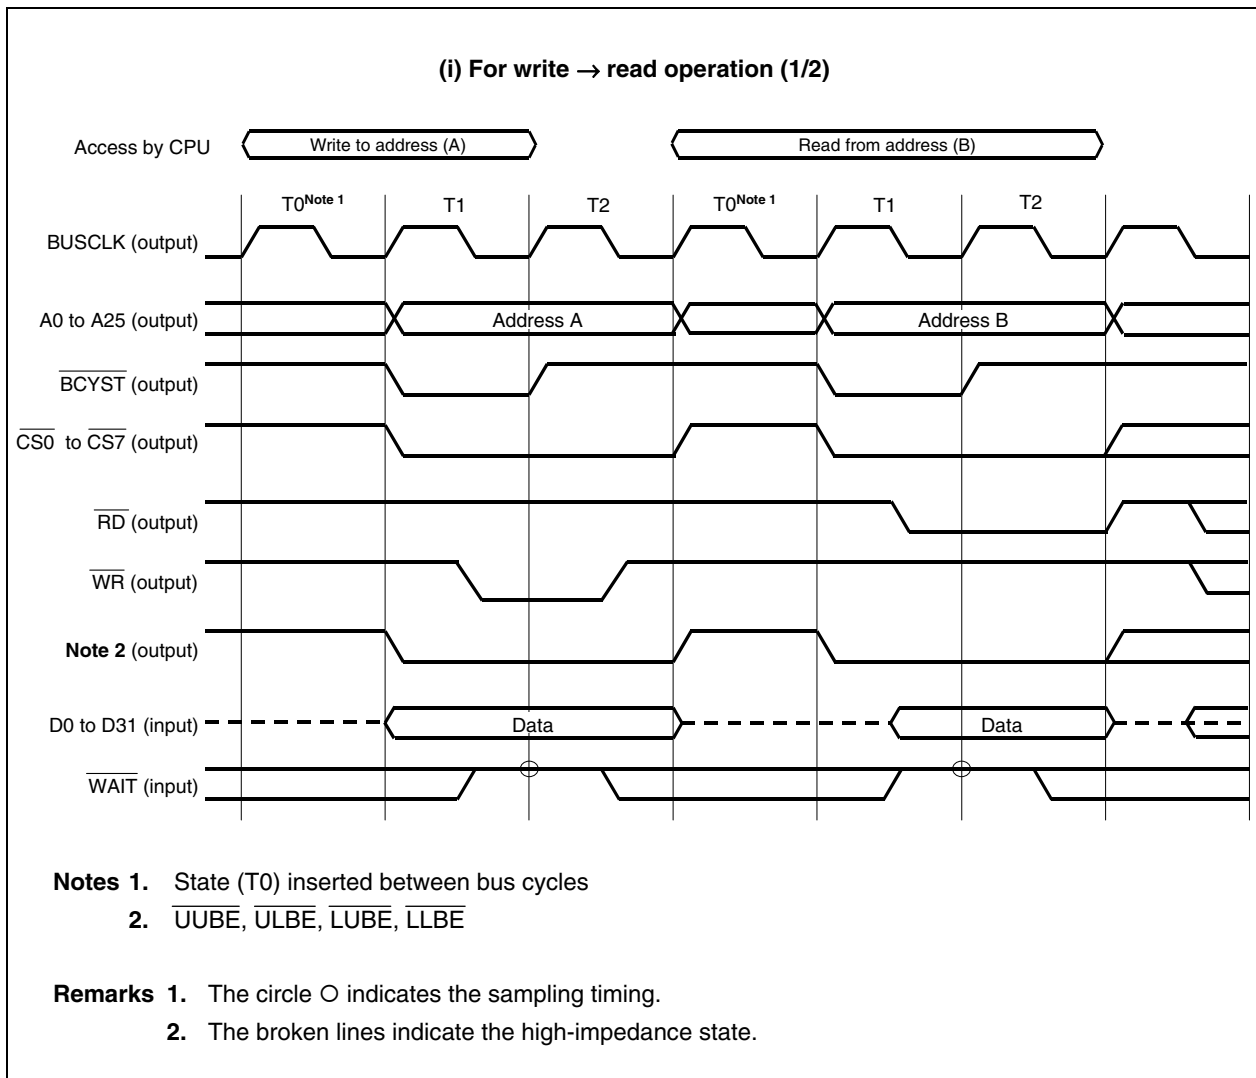 (i) For write → read operation (1/2)
Access by CPU Write to address (A) Read from address (B)
T0Note 1 T1 T2 T0Note 1 T1 T2
BUSCLK (output)
A0 to A25 (output) Address A Address B
BCYST (output)
CS0 to CS7 (output)
RD (output)
WR (output)
Note 2 (output)
D0 to D31 (input) Data Data
WAIT (input)
Notes 1. State (T0) inserted between bus cycles
2. UUBE, ULBE, LUBE, LLBE
Remarks 1. The circle O indicates the sampling timing.
2. The broken lines indicate the high-impedance state.